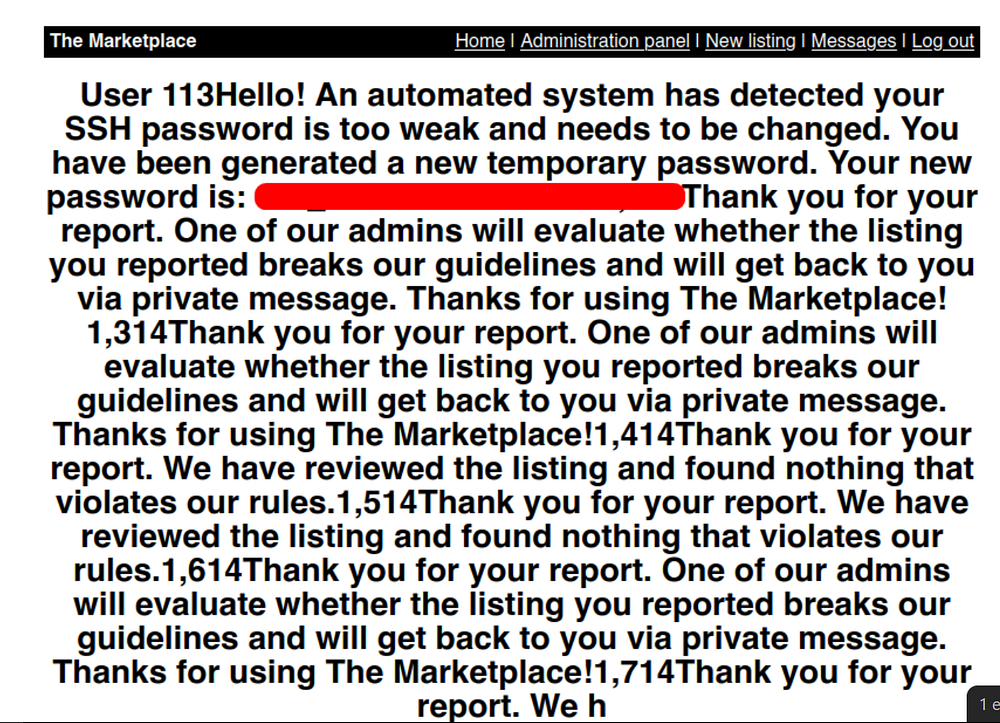 The Marketplace
Home | Administration panel | New listing | Messages | Log out
User 113Hello! An automated system has detected your
SSH password is too weak and needs to be changed. You
have been generated a new temporary password. Your new
password is: Thank you for your
report. One of our admins will evaluate whether the listing
you reported breaks our guidelines and will get back to you
via private message. Thanks for using The Marketplace!
1,314Thank you for your report. One of our admins will
evaluate whether the listing you reported breaks our
guidelines and will get back to you via private message.
Thanks for using The Marketplace!1,414Thank you for your
report. We have reviewed the listing and found nothing that
violates our rules.1,514Thank you for your report. We have
reviewed the listing and found nothing that violates our
rules.1,614Thank you for your report. One of our admins
will evaluate whether the listing you reported breaks our
guidelines and will get back to you via private message.
Thanks for using The Marketplace!1,714Thank you for your
report. We h
1 e